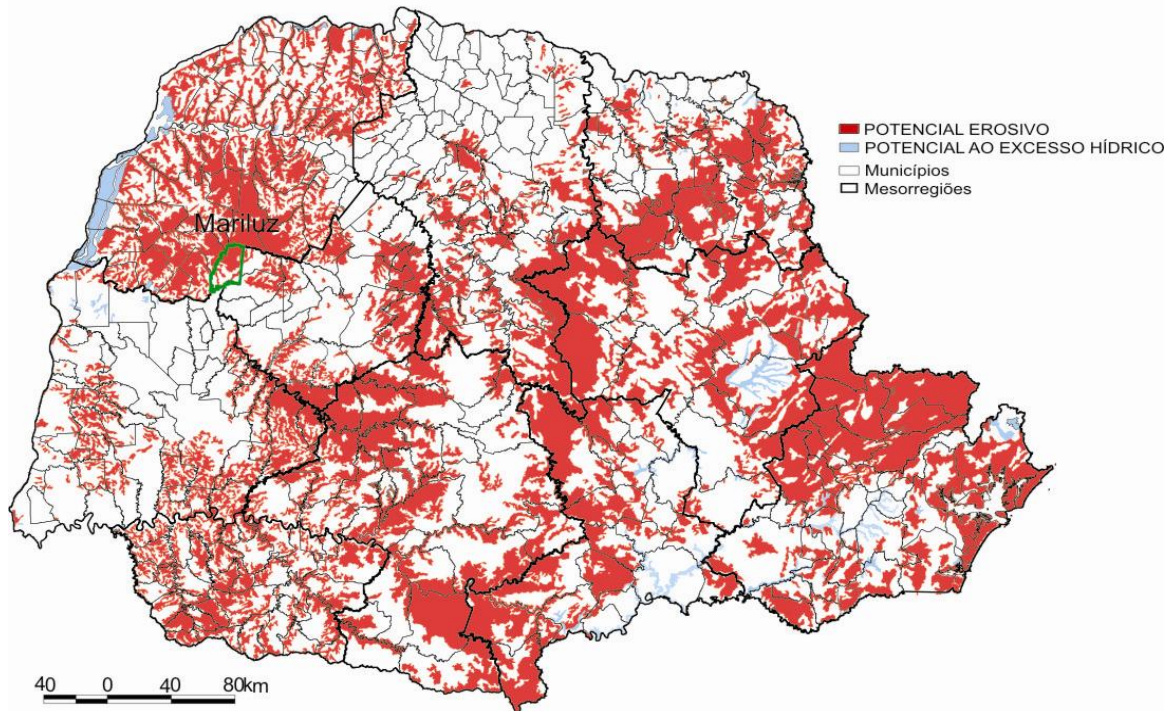 POTENCIAL EROSIVO
POTENCIAL AO EXCESSO HÍDRICO
Municípios
Mesorregiões
Mariluz
40 0 40 80km